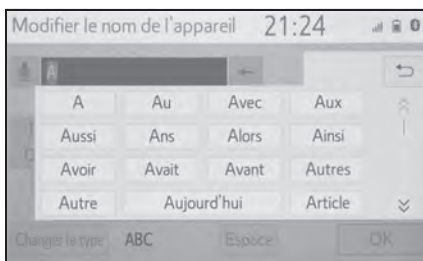 Modifier le nom de l'appareil 21:24
A
A Au Avec Aux
Aussi Ans Alors Ainsi
Avoir Avait Avant Autres
Autre Aujourd'hui Article
Changer le type ABC Espace OK